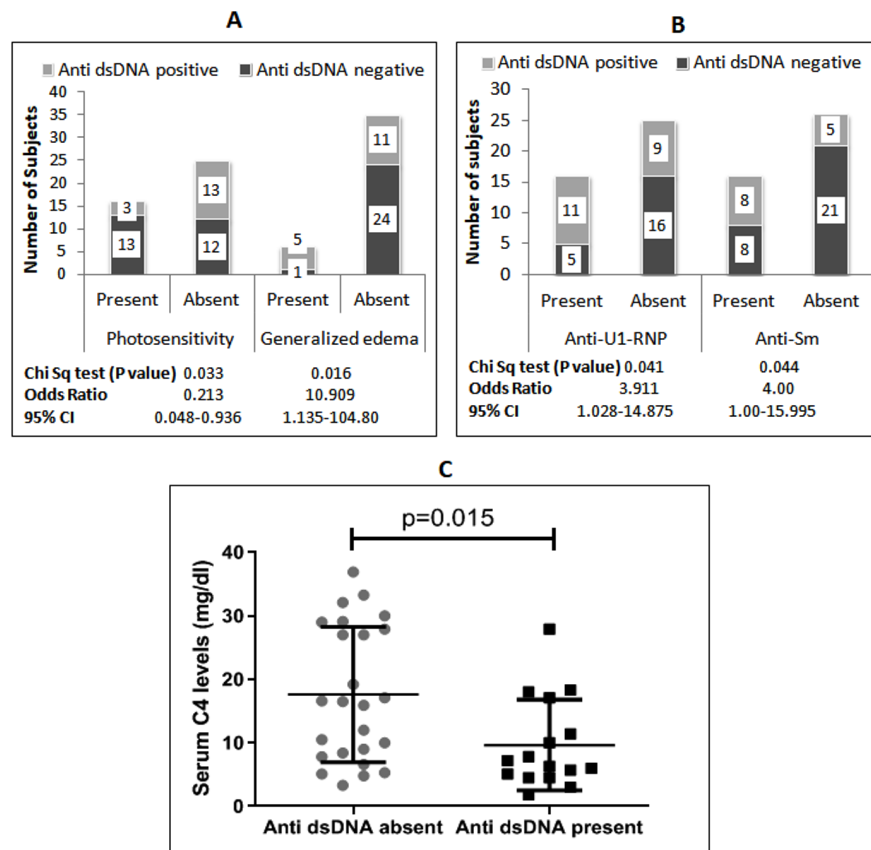 A
Anti dsDNA positive Anti dsDNA negative
Number of Subjects
40
35
30
25
20
15
10
5
0
3
13
13
12
5
1
11
24
Present Absent Present Absent
Photosensitivity Generalized edema
Chi Sq test (P value) 0.033 0.016
Odds Ratio 0.213 10.909
95% CI 0.048-0.936 1.135-104.80
B
Anti dsDNA positive Anti dsDNA negative
Number of subjects
30
25
20
15
10
5
0
11
5
9
16
8
8
5
21
Present Absent Present Absent
Anti-U1-RNP Anti-Sm
Chi Sq test (P value) 0.041 0.044
Odds Ratio 3.911 4.00
95% CI 1.028-14.875 1.00-15.995
C
p=0.015
Serum C4 levels (mg/dl)
40
30
20
10
0
Anti dsDNA absent Anti dsDNA present